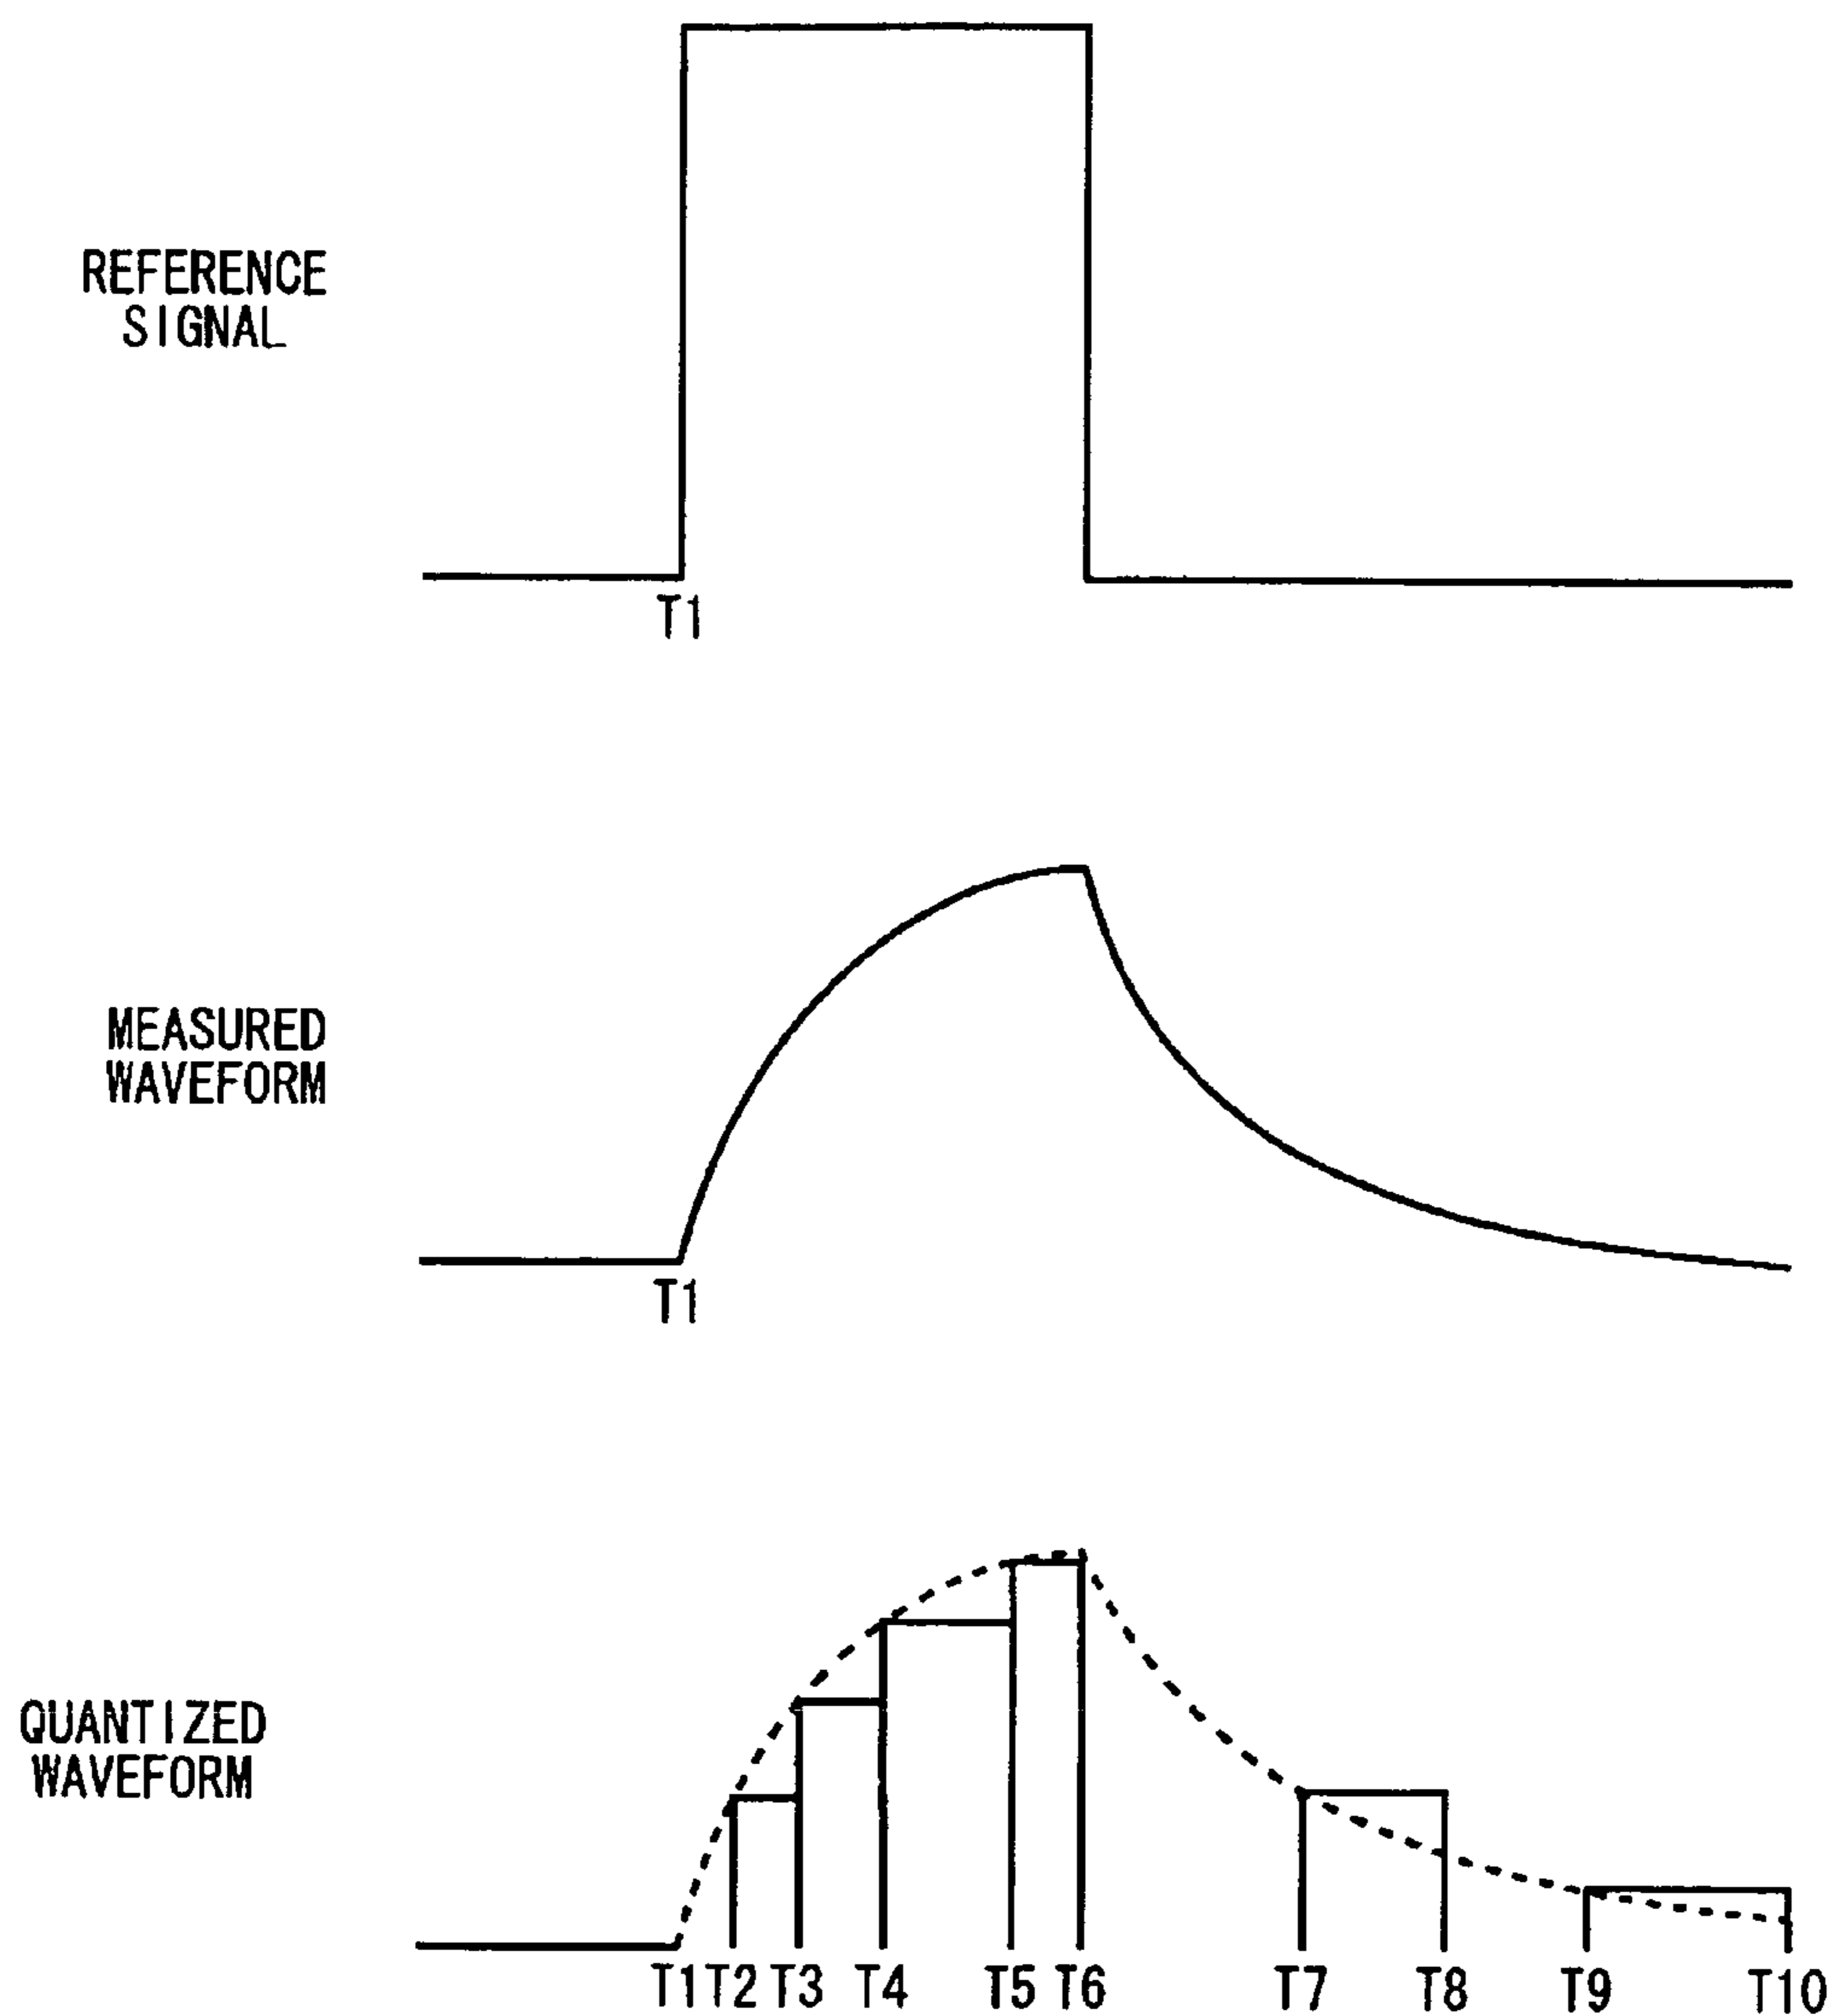 REFERENCE
SIGNAL
T1
MEASURED
WAVEFORM
T1
QUANTIZED
WAVEFORM
T1 T2 T3 T4 T5 T6 T7 T8 T9 T10